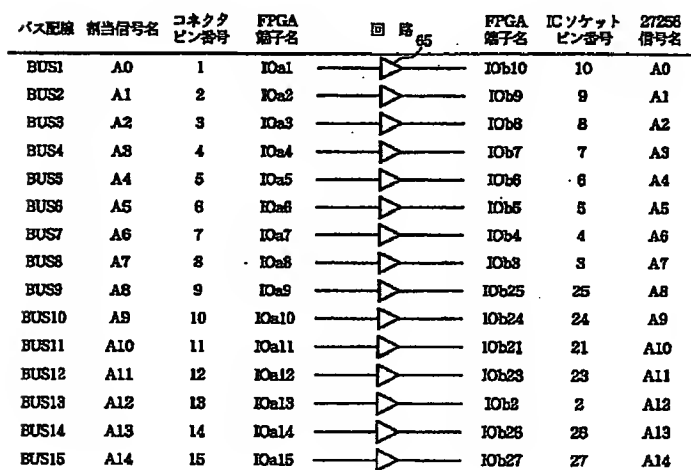 バス配線 割当信号名 コネクタピン番号 FPGA端子名 回路 65 FPGA端子名 ICソケットピン番号 27256信号名
BUS1 A0 1 IOa1 IOb10 10 A0
BUS2 A1 2 IOa2 IOb9 9 A1
BUS3 A2 3 IOa3 IOb8 8 A2
BUS4 A3 4 IOa4 IOb7 7 A3
BUS5 A4 5 IOa5 IOb6 6 A4
BUS6 A5 6 IOa6 IOb5 5 A5
BUS7 A6 7 IOa7 IOb4 4 A6
BUS8 A7 8 IOa8 IOb3 3 A7
BUS9 A8 9 IOa9 IOb25 25 A8
BUS10 A9 10 IOa10 IOb24 24 A9
BUS11 A10 11 IOa11 IOb21 21 A10
BUS12 A11 12 IOa12 IOb23 23 A11
BUS13 A12 13 IOa13 IOb2 2 A12
BUS14 A13 14 IOa14 IOb26 26 A13
BUS15 A14 15 IOa15 IOb27 27 A14